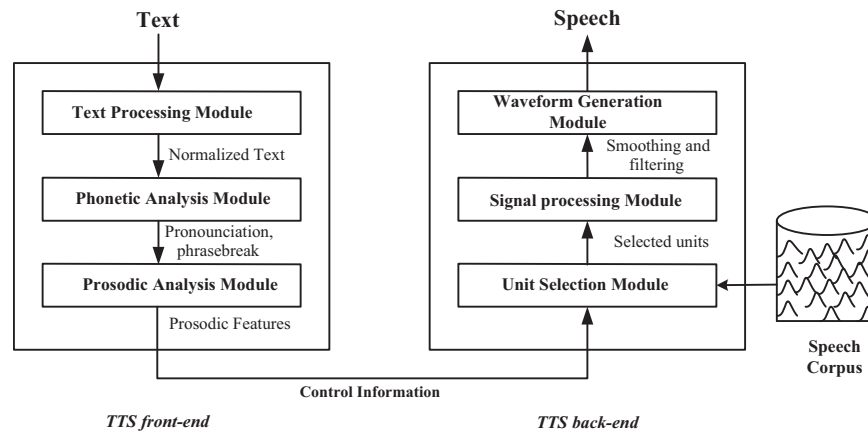 Text
Text Processing Module
Normalized Text
Phonetic Analysis Module
Pronounciation,
phrasebreak
Prosodic Analysis Module
Prosodic Features
Control Information
TTS front-end
Speech
Waveform Generation
Module
Smoothing and
filtering
Signal processing Module
Selected units
Unit Selection Module
TTS back-end
Speech
Corpus